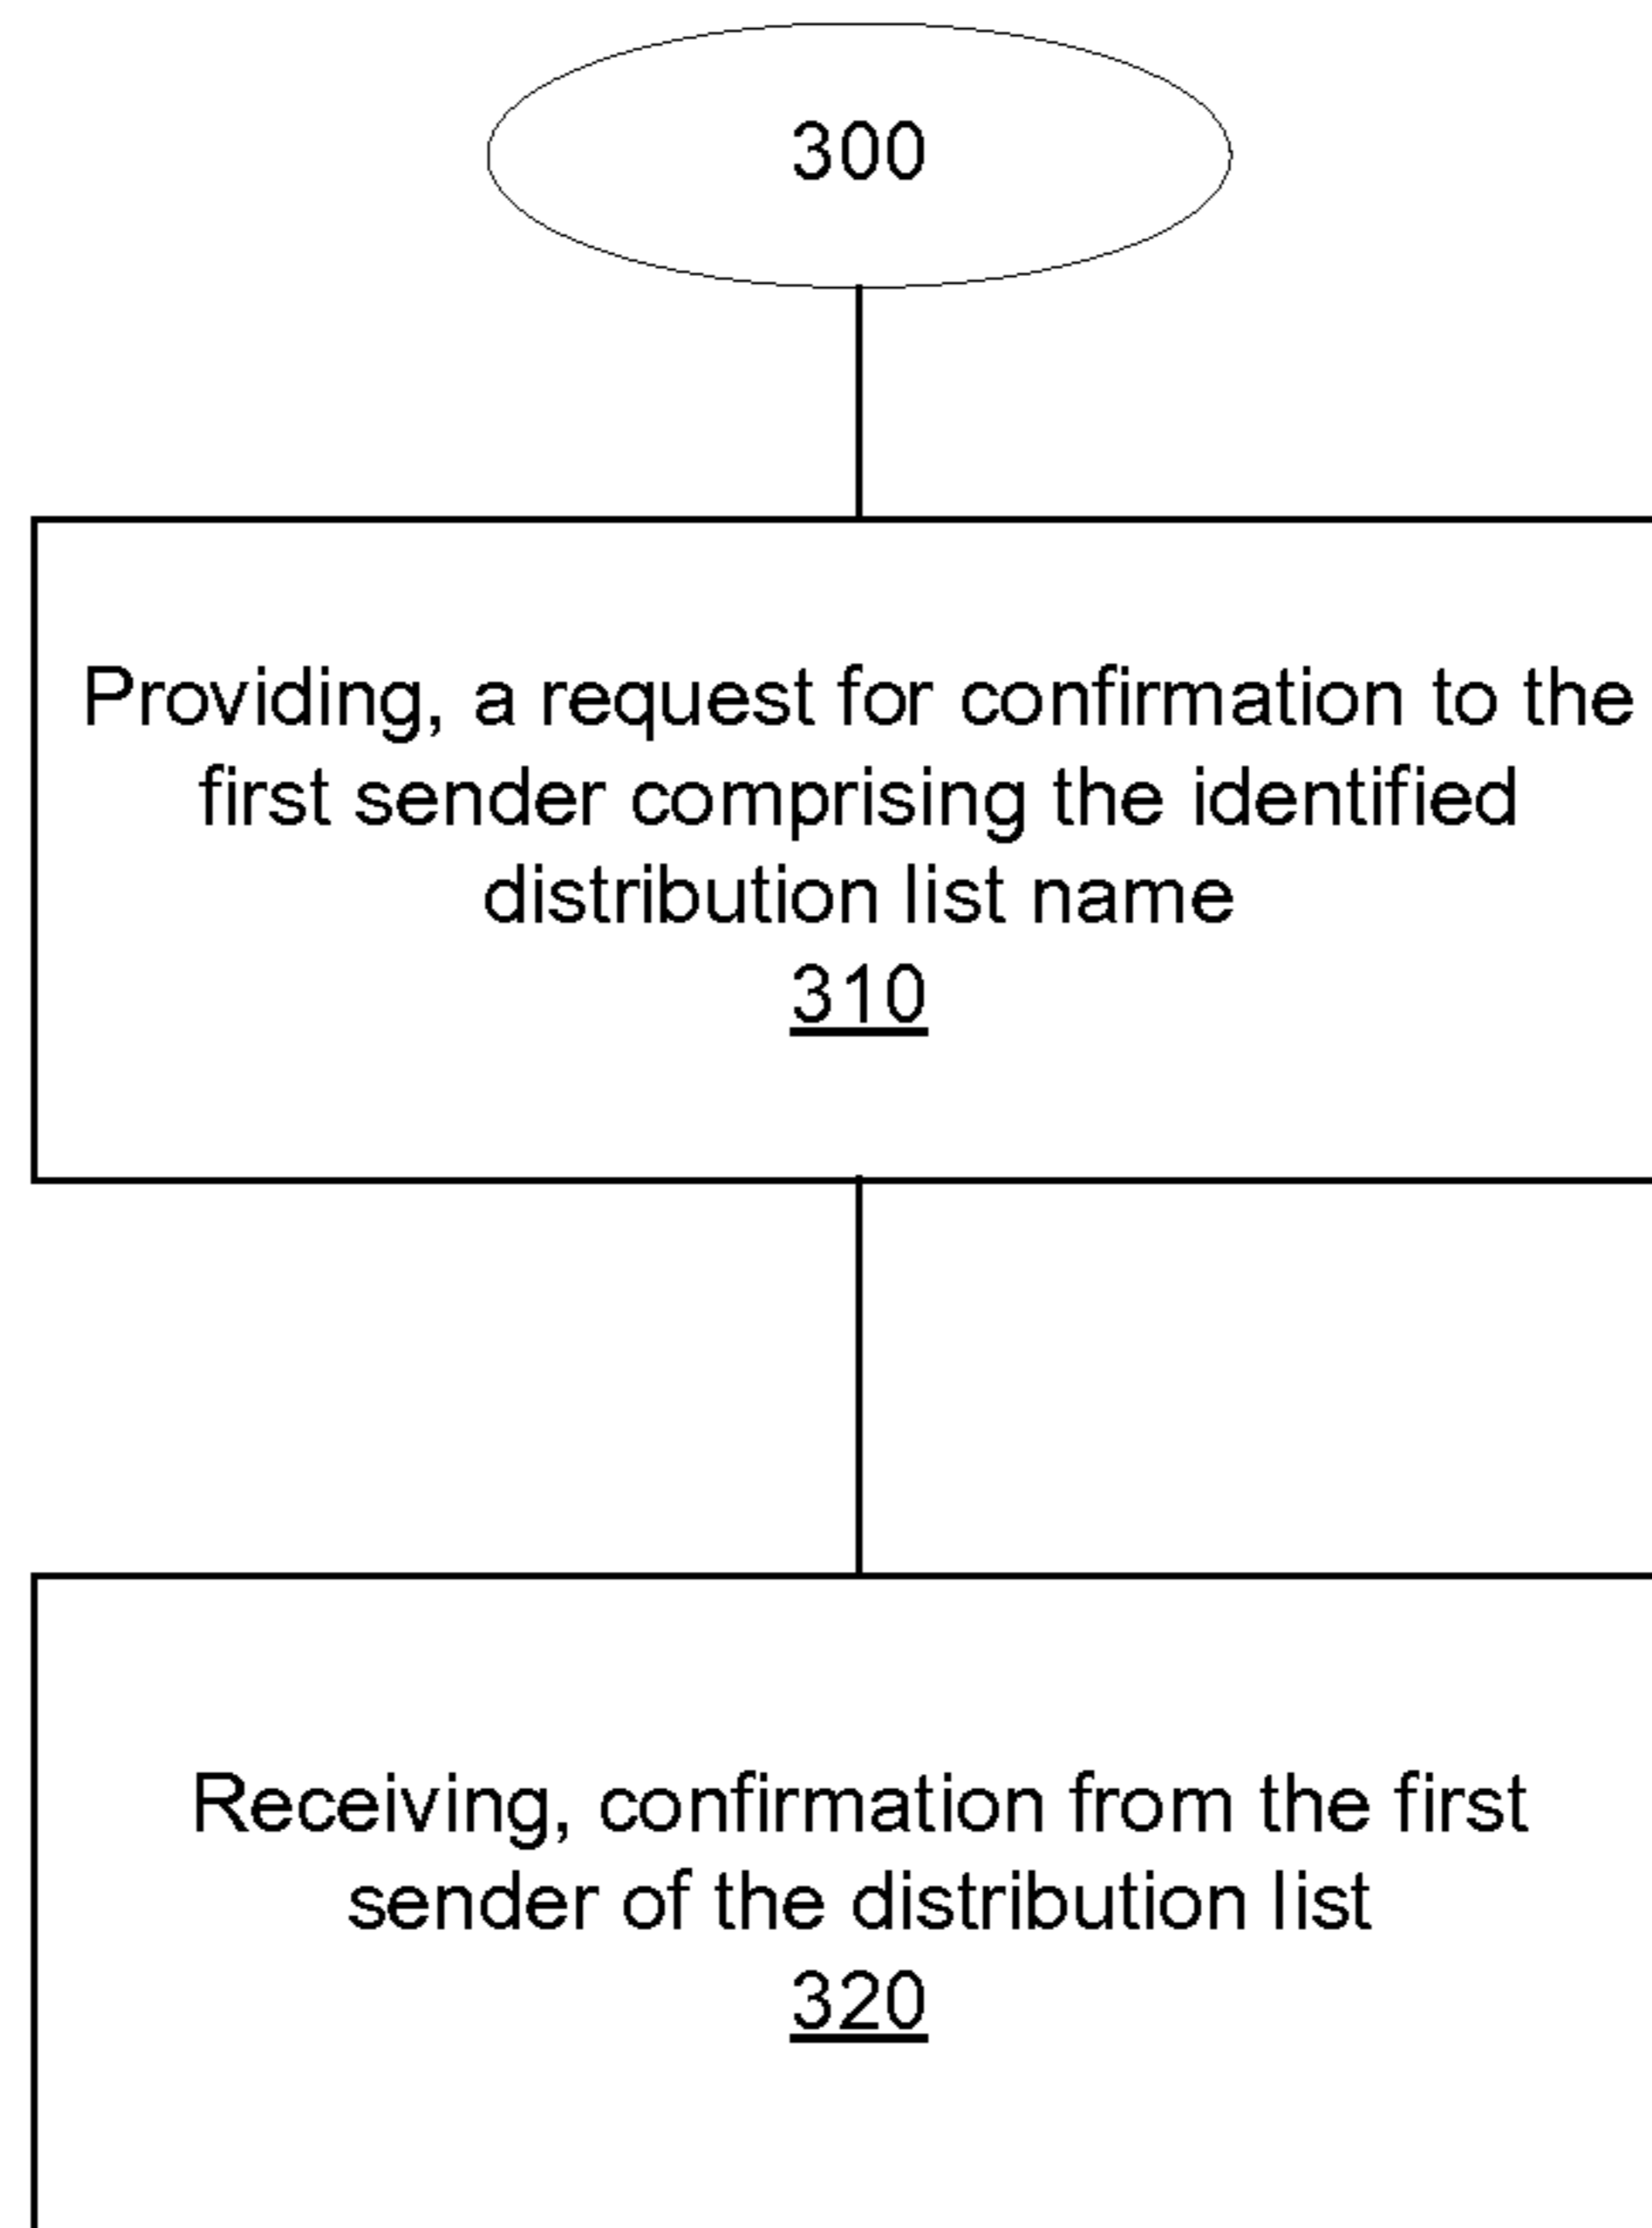 300
Providing, a request for confirmation to the
first sender comprising the identified
distribution list name
310
Receiving, confirmation from the first
sender of the distribution list
320